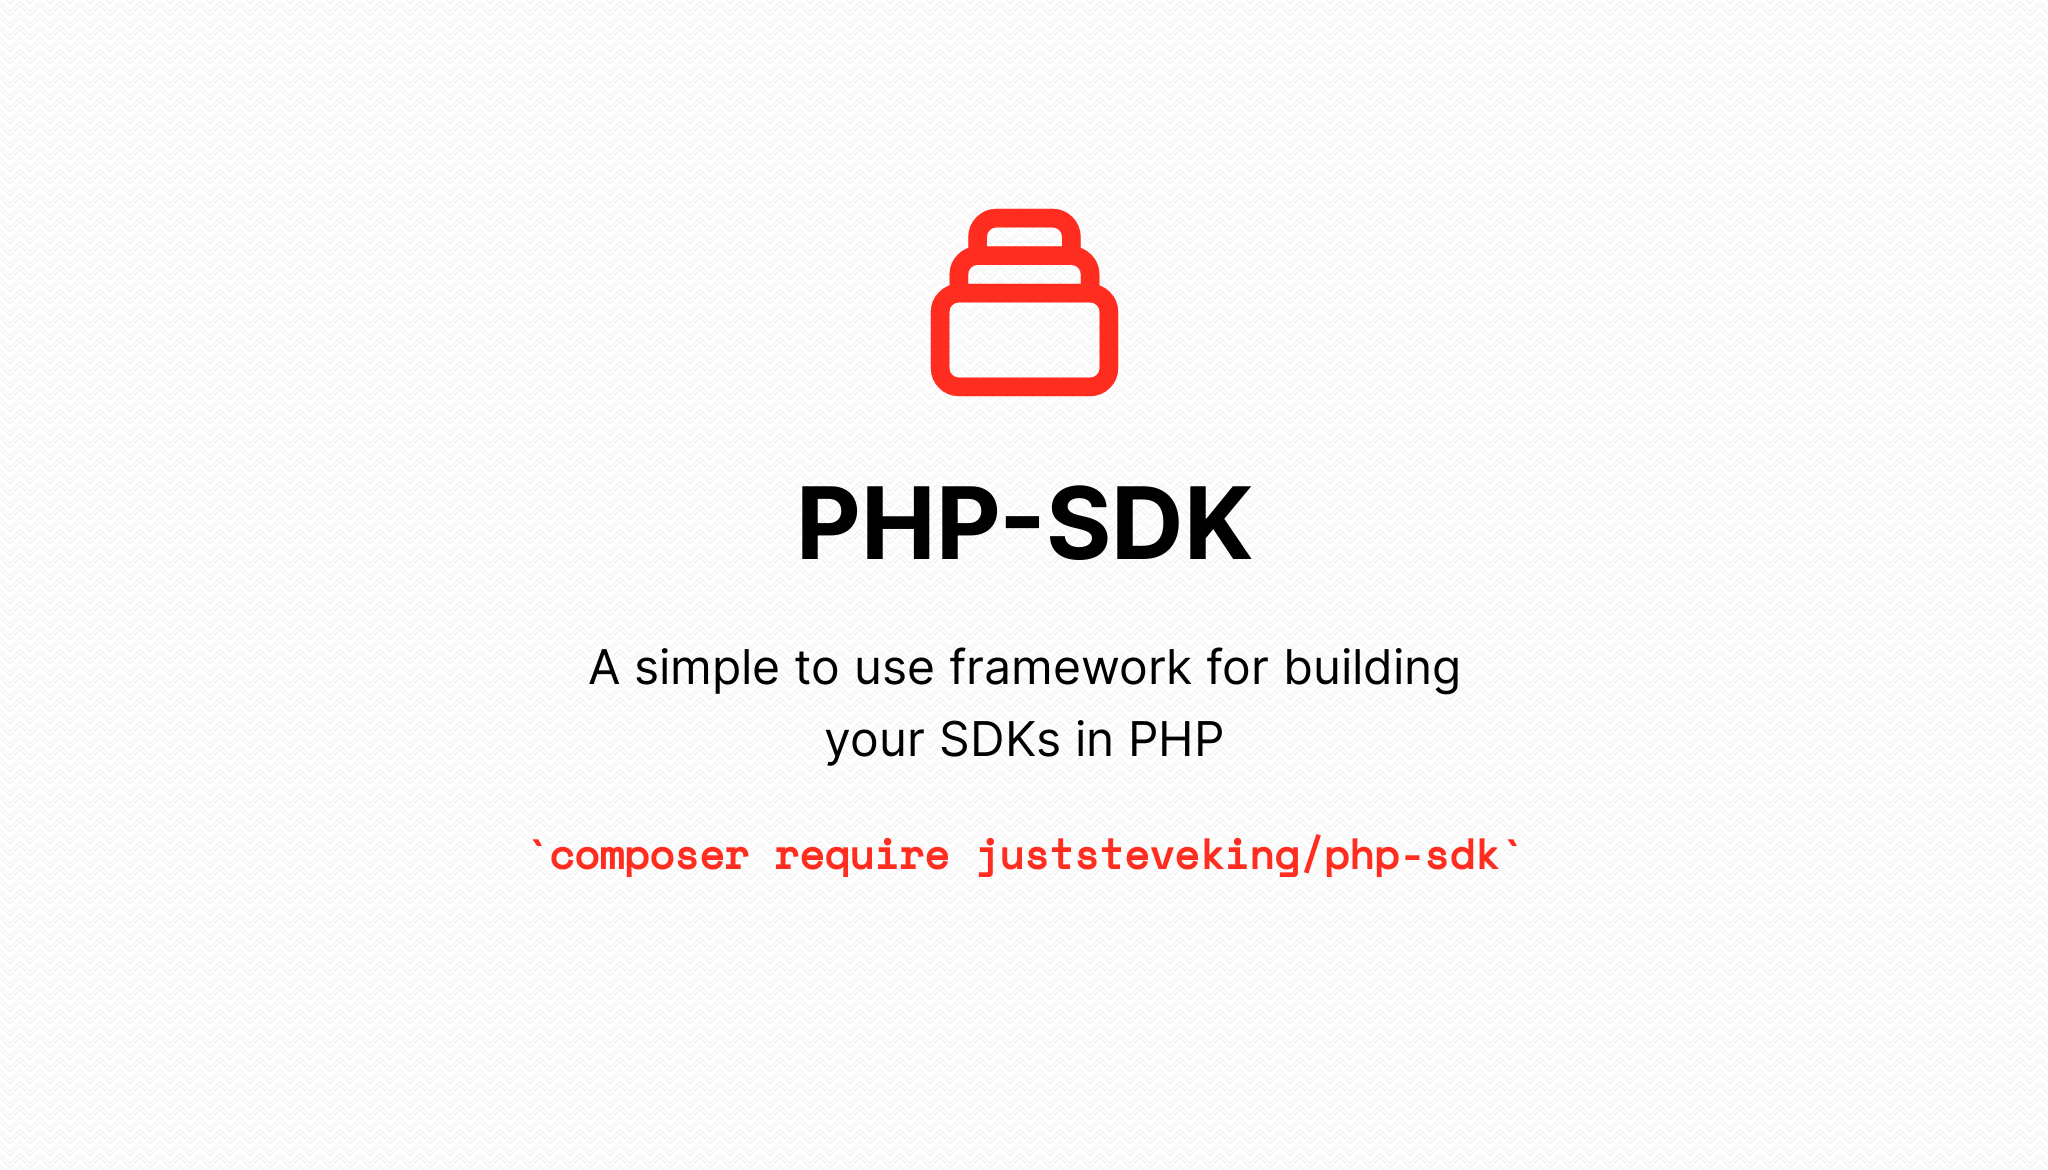 PHP-SDK
A simple to use framework for building
your SDKs in PHP
`composer require juststeveking/php-sdk`